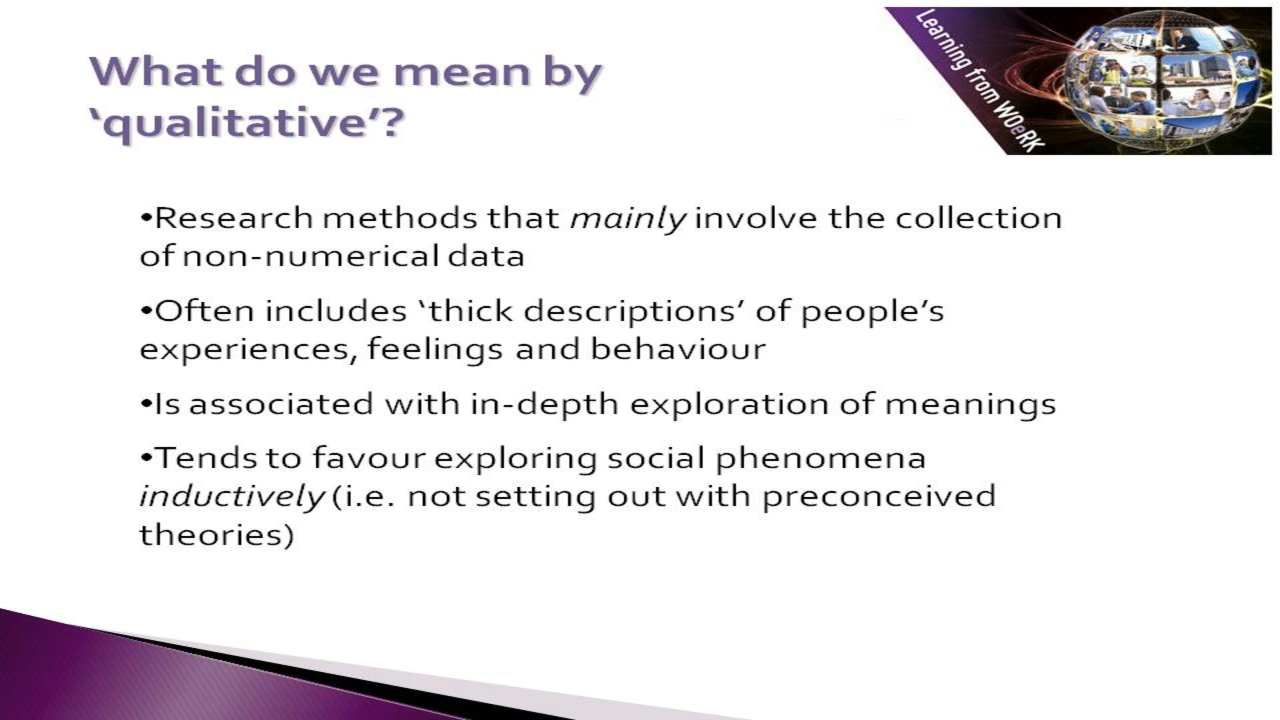 What do we mean by
‘qualitative’?
Learning from WOeRK
•Research methods that mainly involve the collection
of non-numerical data
•Often includes ‘thick descriptions’ of people’s
experiences, feelings and behaviour
•Is associated with in-depth exploration of meanings
•Tends to favour exploring social phenomena
inductively (i.e. not setting out with preconceived
theories)